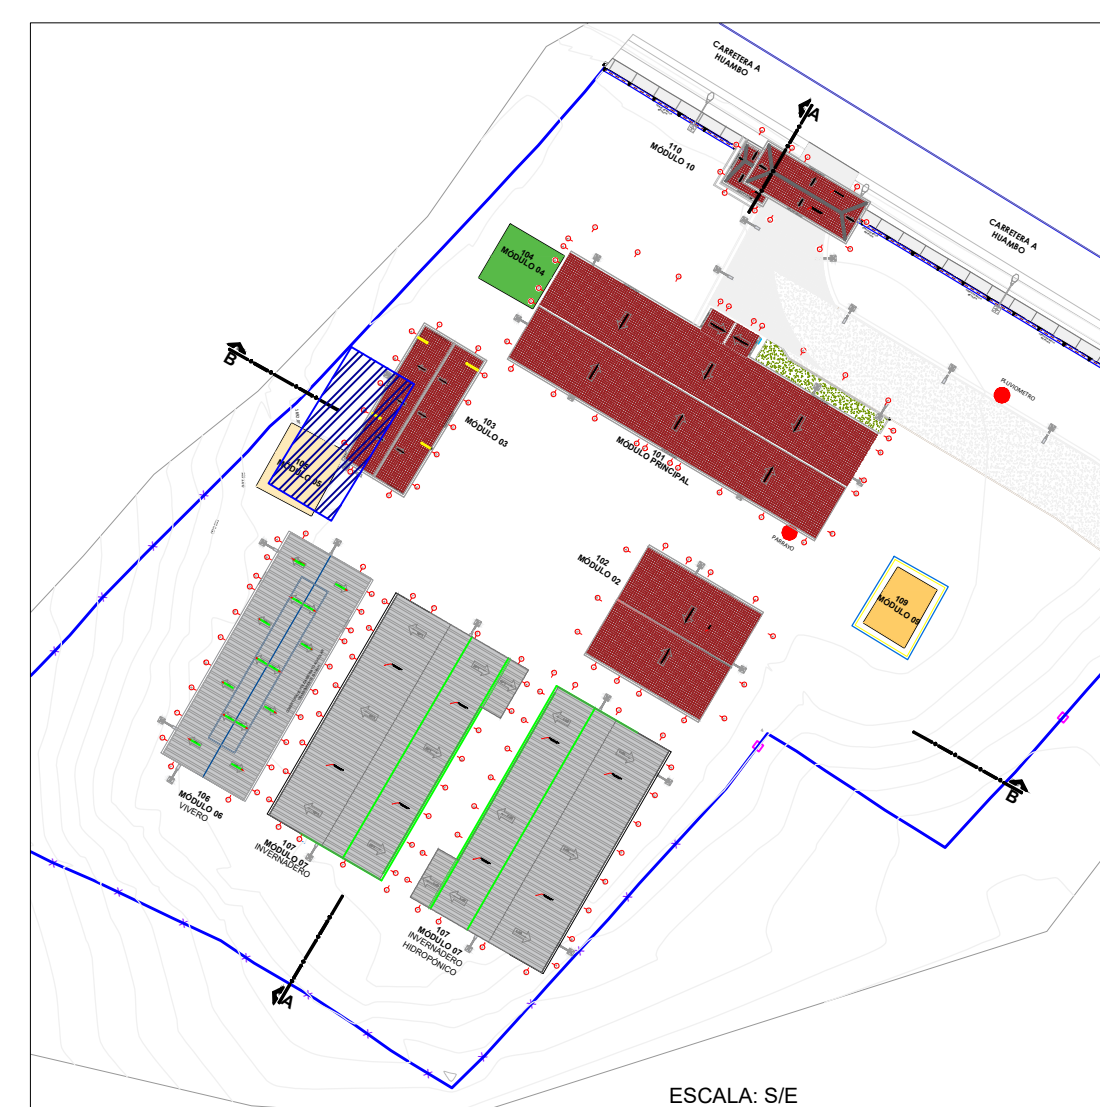 CARRETERA A
HUAMBO
A
110
MÓDULO 10
CARRETERA A
HUAMBO
104
MÓDULO 04
B
PLUVIOMETRO
103
MÓDULO 03
101
MÓDULO PRINCIPAL
105
MÓDULO 05
PARRAYO
102
MÓDULO 02
109
MÓDULO 09
106
MÓDULO 06
VIVERO
107
MÓDULO 07
INVERNADERO
107
MÓDULO 07
INVERNADERO
HIDROPÓNICO
B
A
ESCALA: S/E